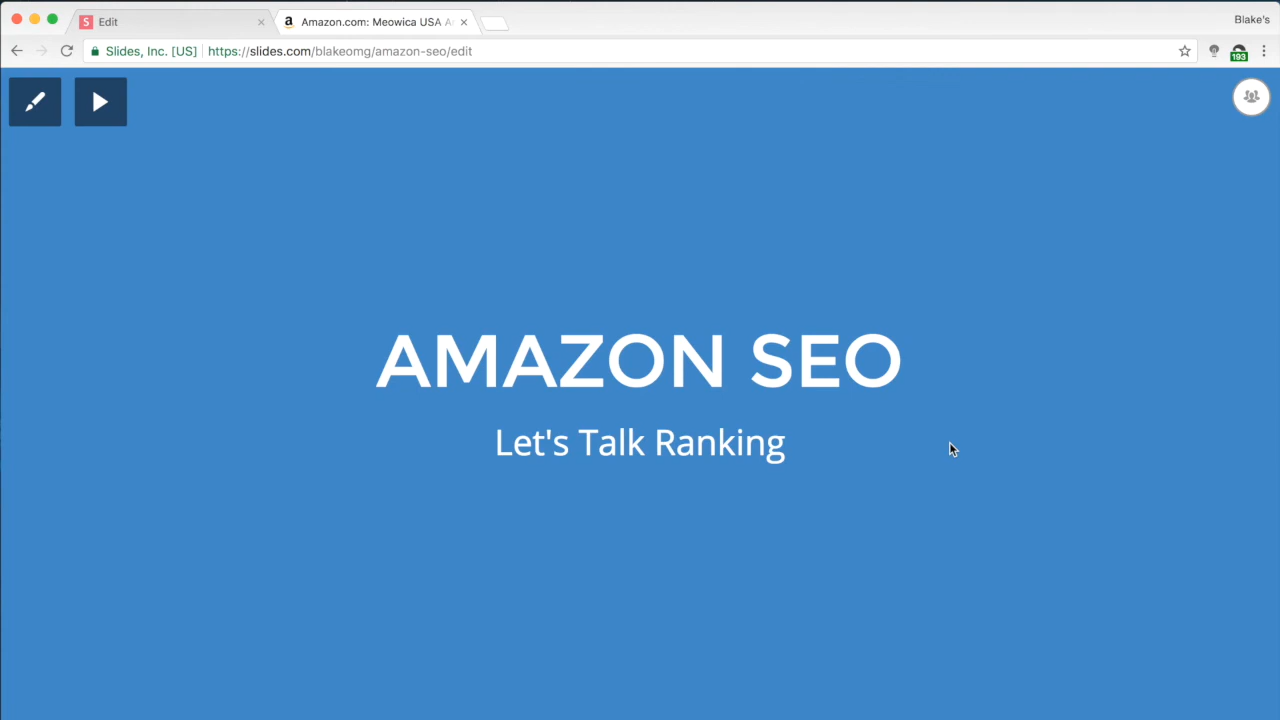 S Edit
a Amazon.com: Meowica USA A
Blake's
Slides, Inc. [US] https://slides.com/blakeomg/amazon-seo/edit
193
AMAZON SEO
Let's Talk Ranking